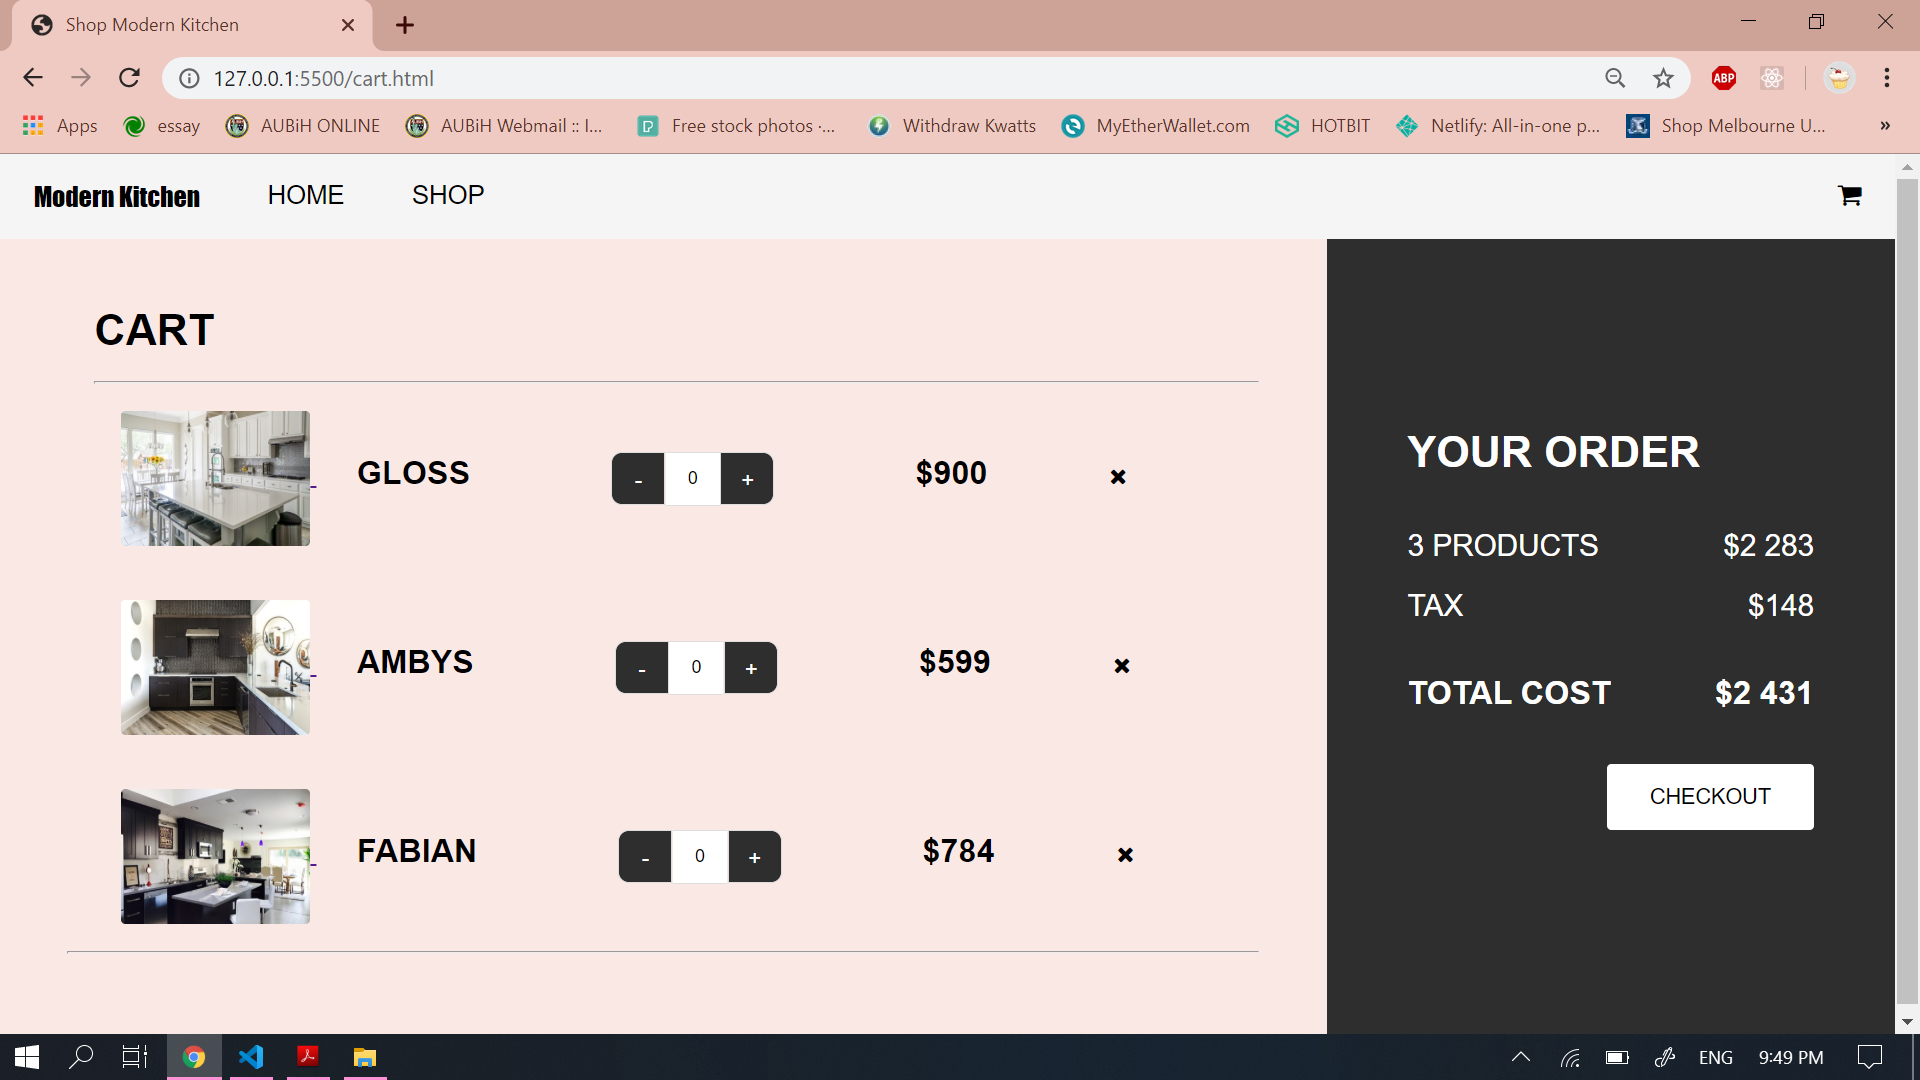 Shop Modern Kitchen
127.0.0.1:5500/cart.html
ABP
Apps essay AUBiH ONLINE AUBiH Webmail :: I... Free stock photos ·... Withdraw Kwatts MyEtherWallet.com HOTBIT Netlify: All-in-one p... Shop Melbourne U... »
Modern Kitchen HOME SHOP
CART
GLOSS - 0 + $900
AMBYS - 0 + $599
FABIAN - 0 + $784
YOUR ORDER
3 PRODUCTS $2 283
TAX $148
TOTAL COST $2 431
CHECKOUT
ENG 9:49 PM